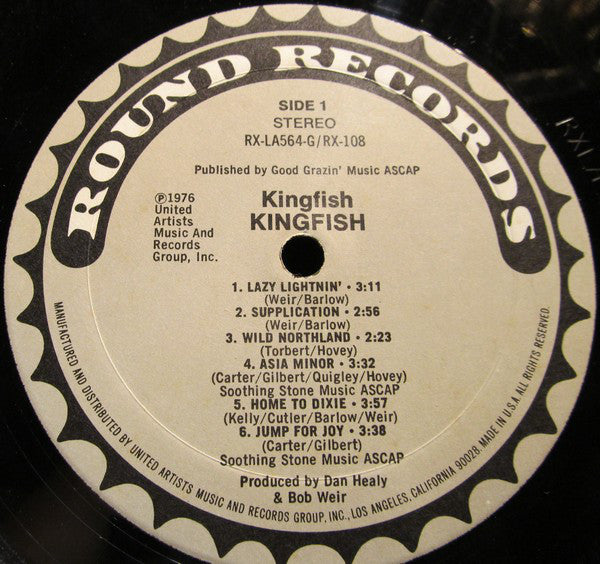 ROUND RECORDS
SIDE 1
STEREO
RX-LA564-G/RX-108
Published by Good Grazin' Music ASCAP
Ⓟ1976
United
Artists
Music And
Records
Group, Inc.
Kingfish
KINGFISH
1. LAZY LIGHTNIN' • 3:11
(Weir/Barlow)
2. SUPPLICATION • 2:56
(Weir/Barlow)
3. WILD NORTHLAND • 2:23
(Torbert/Hovey)
4. ASIA MINOR • 3:32
(Carter/Gilbert/Quigley/Hovey)
Soothing Stone Music ASCAP
5. HOME TO DIXIE • 3:57
(Kelly/Cutler/Barlow/Weir)
6. JUMP FOR JOY • 3:38
(Carter/Gilbert)
Soothing Stone Music ASCAP
Produced by Dan Healy
& Bob Weir
MANUFACTURED AND DISTRIBUTED BY UNITED ARTISTS MUSIC AND RECORDS GROUP, INC., LOS ANGELES, CALIFORNIA 90028. MADE IN U.S.A. ALL RIGHTS RESERVED.